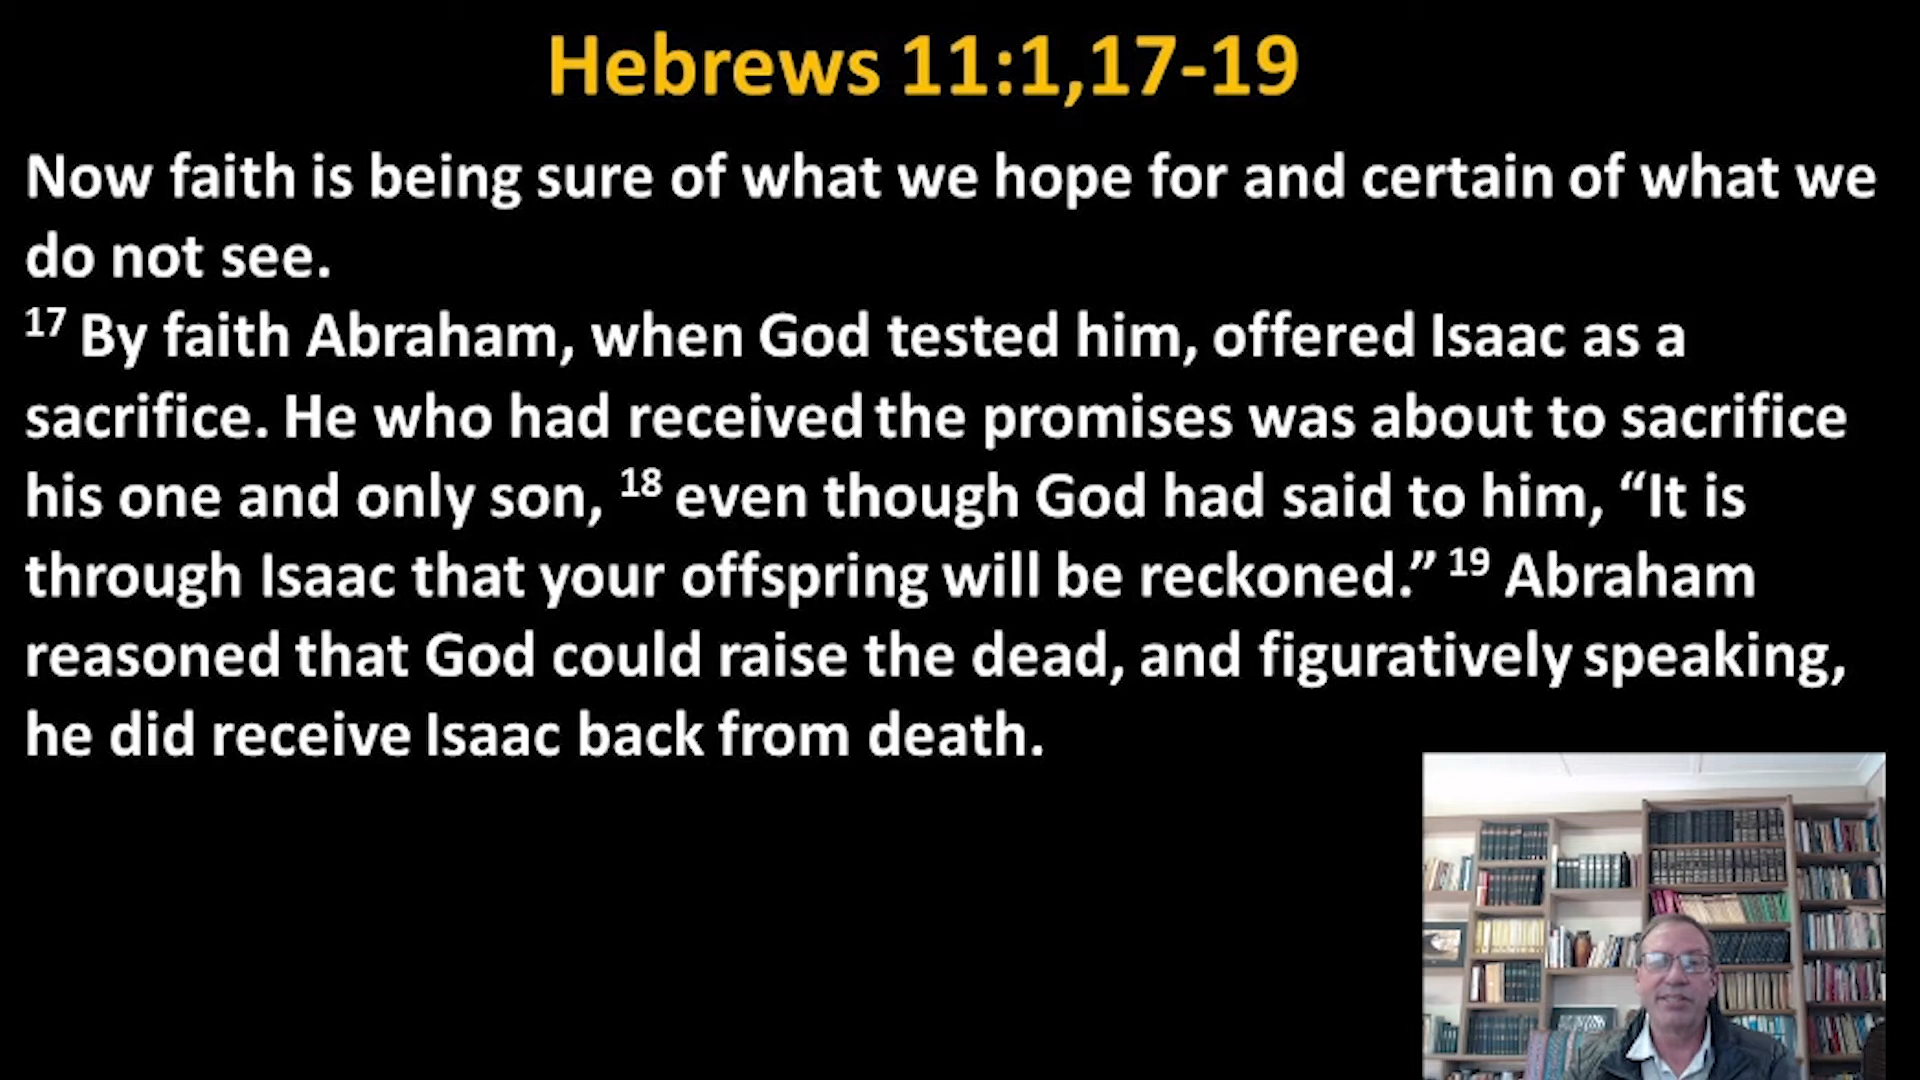 Hebrews 11:1,17-19
Now faith is being sure of what we hope for and certain of what we
do not see.
17 By faith Abraham, when God tested him, offered Isaac as a
sacrifice. He who had received the promises was about to sacrifice
his one and only son, 18 even though God had said to him, “It is
through Isaac that your offspring will be reckoned.” 19 Abraham
reasoned that God could raise the dead, and figuratively speaking,
he did receive Isaac back from death.